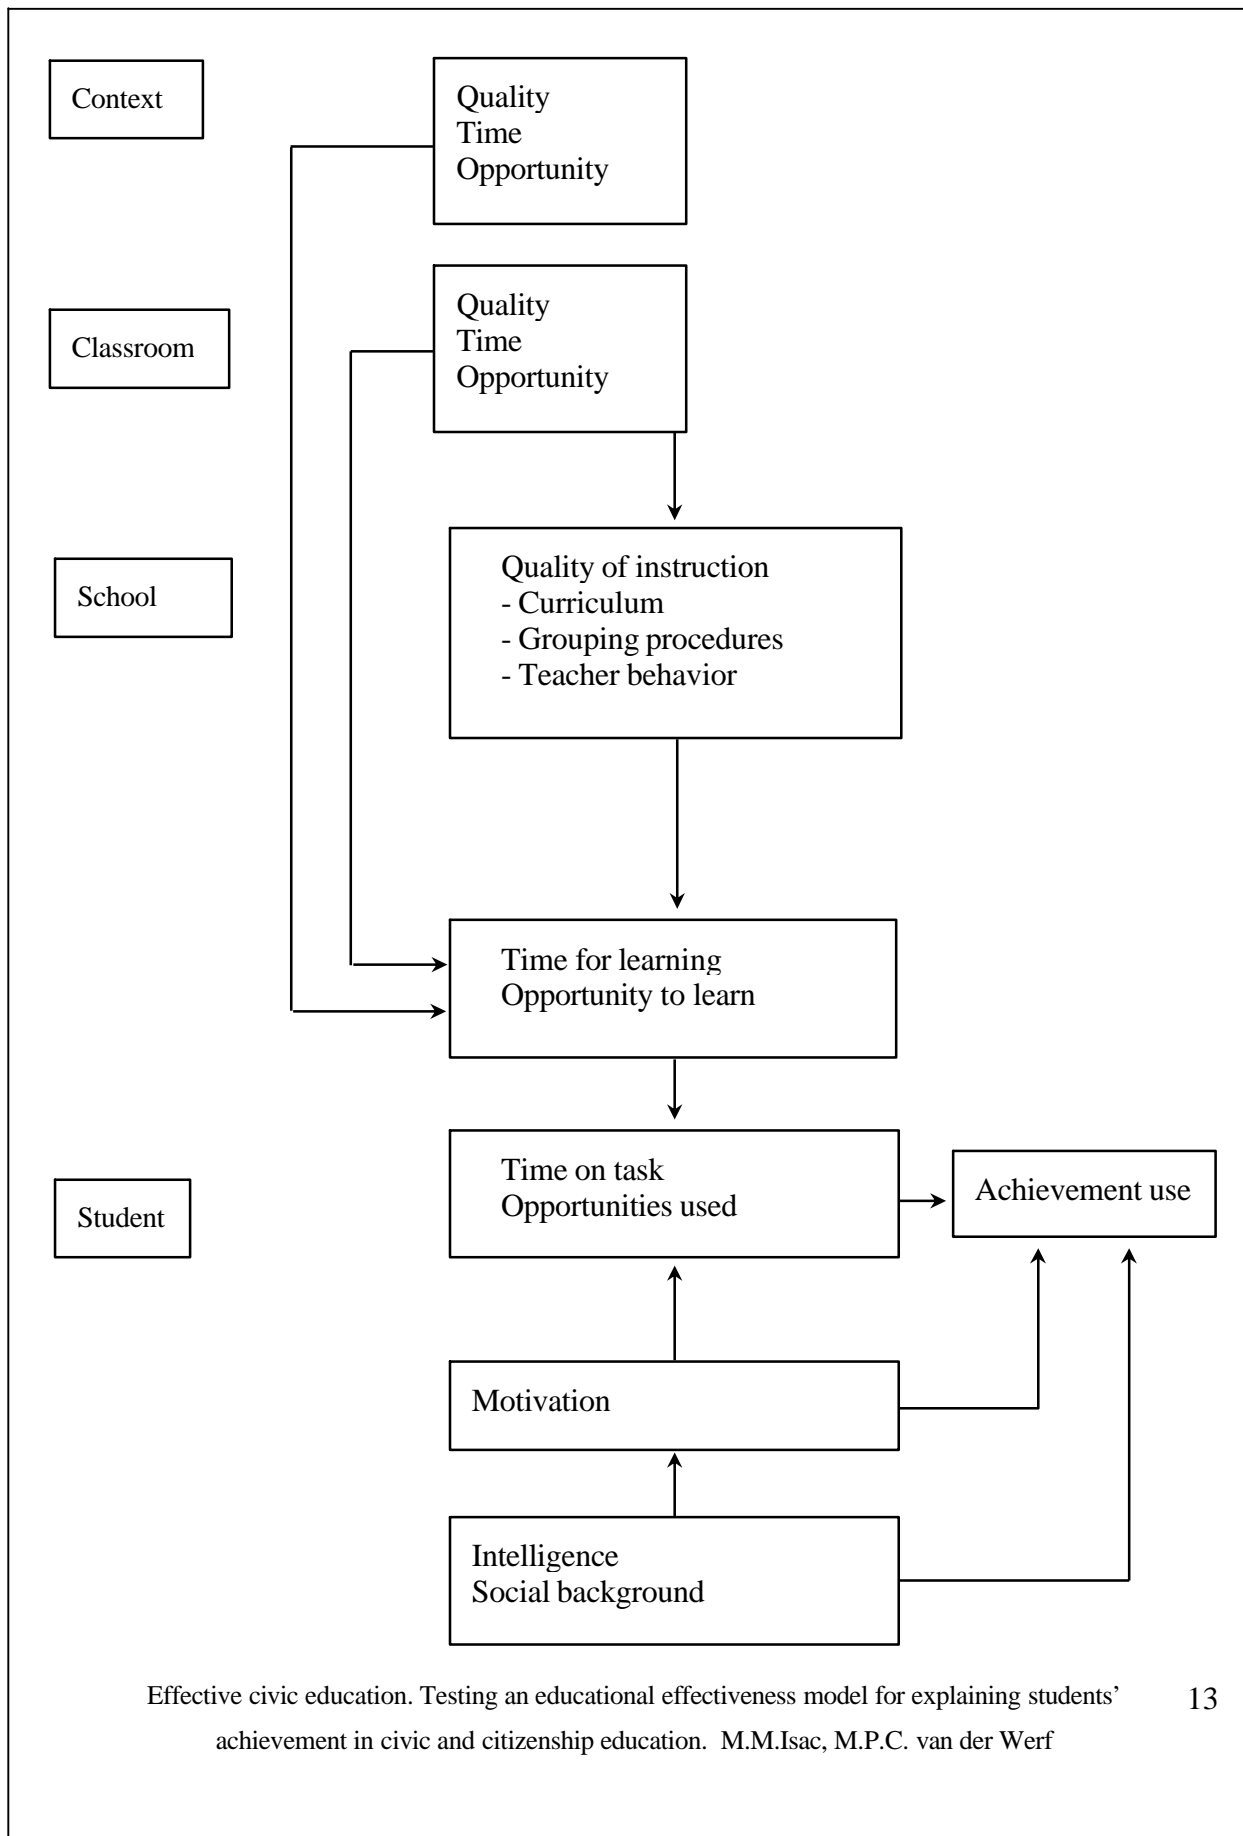 Context
Quality
Time
Opportunity
Classroom
Quality
Time
Opportunity
School
Quality of instruction
- Curriculum
- Grouping procedures
- Teacher behavior
Time for learning
Opportunity to learn
Student
Time on task
Opportunities used
Achievement use
Motivation
Intelligence
Social background
Effective civic education. Testing an educational effectiveness model for explaining students’ 13
achievement in civic and citizenship education. M.M.Isac, M.P.C. van der Werf